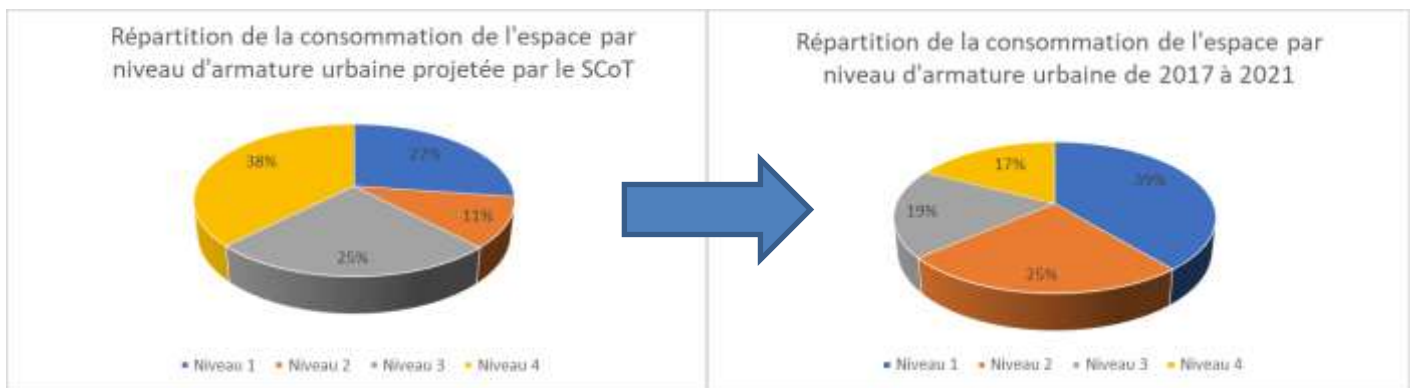 Répartition de la consommation de l'espace par
niveau d'armature urbaine projetée par le SCoT
27%
11%
25%
38%
Niveau 1 Niveau 2 Niveau 3 Niveau 4
Répartition de la consommation de l'espace par
niveau d'armature urbaine de 2017 à 2021
39%
25%
19%
17%
Niveau 1 Niveau 2 Niveau 3 Niveau 4